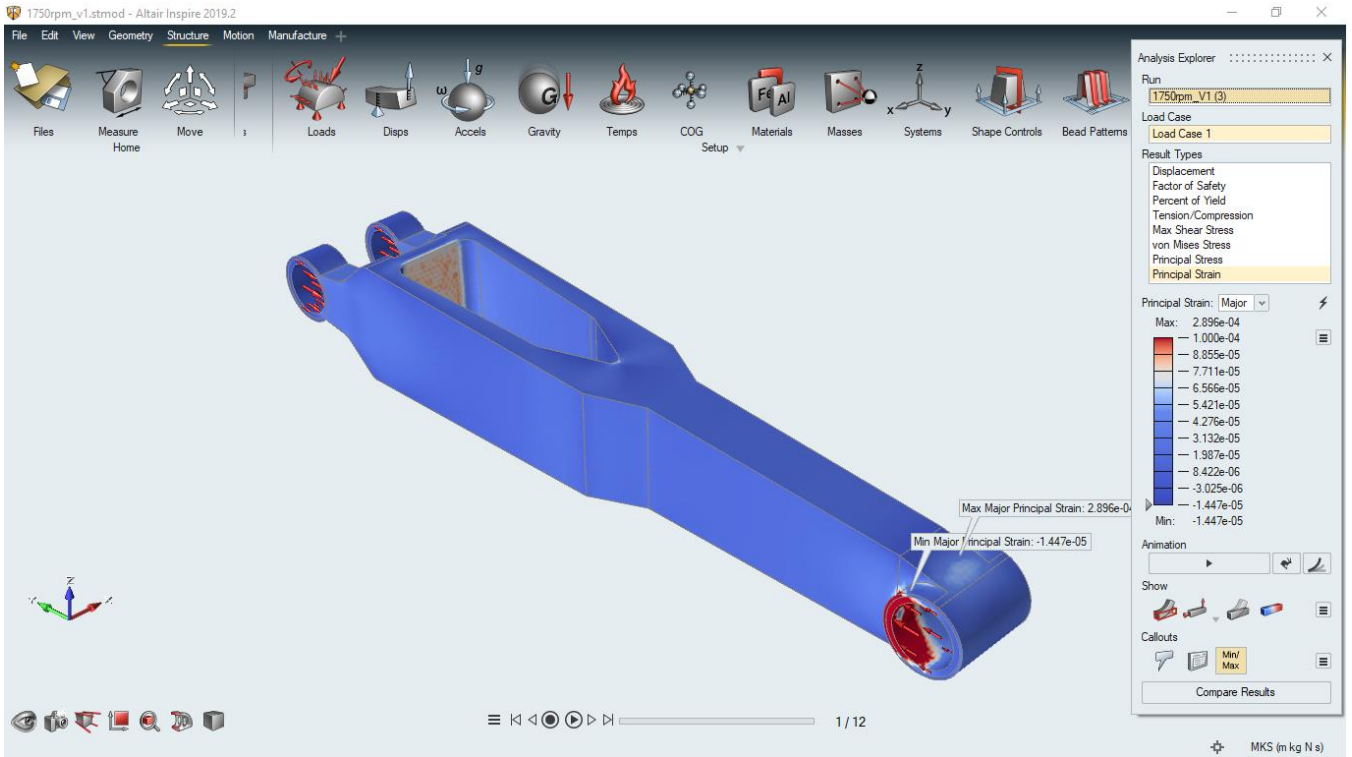 1750rpm_v1.stmod - Altair Inspire 2019.2
File Edit View Geometry Structure Motion Manufacture
Files
Measure
Move
s
Loads
Disps
Accels
Gravity
Temps
COG
Materials
Masses
Systems
Shape Controls
Bead Patterns
Home
Setup
g
ω
G
Fe
Al
z
x
y
Analysis Explorer
Run
1750rpm_V1 (3)
Load Case
Load Case 1
Result Types
Displacement
Factor of Safety
Percent of Yield
Tension/Compression
Max Shear Stress
von Mises Stress
Principal Stress
Principal Strain
Principal Strain: Major
Max: 2.896e-04
1.000e-04
8.855e-05
7.711e-05
6.566e-05
5.421e-05
4.276e-05
3.132e-05
1.987e-05
8.422e-06
-3.025e-06
-1.447e-05
Min: -1.447e-05
Animation
Show
Callouts
Min/
Max
Compare Results
Max Major Principal Strain: 2.896e-0
Min Major Principal Strain: -1.447e-05
Z
1 / 12
MKS (m kg N s)